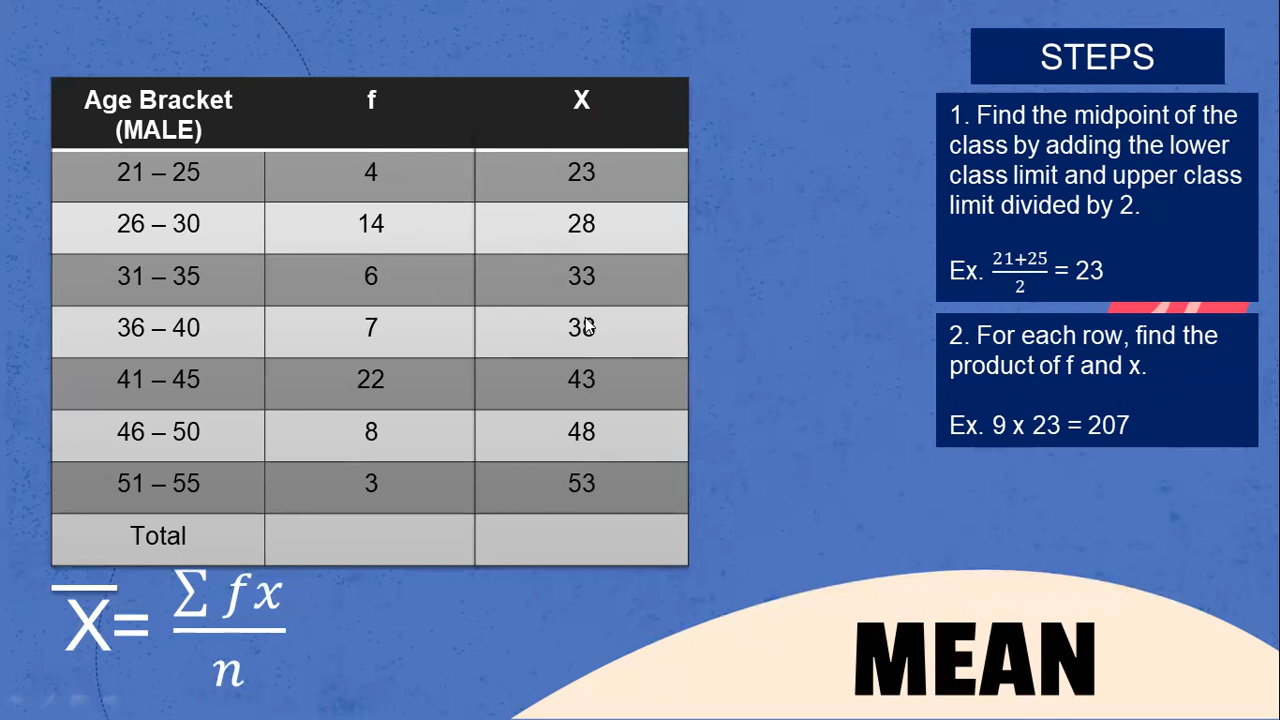 Age Bracket (MALE) f X
21 – 25 4 23
26 – 30 14 28
31 – 35 6 33
36 – 40 7 38
41 – 45 22 43
46 – 50 8 48
51 – 55 3 53
Total
X̄ = ∑ fx / n
STEPS
1. Find the midpoint of the
class by adding the lower
class limit and upper class
limit divided by 2.
Ex. 21+25 / 2 = 23
2. For each row, find the
product of f and x.
Ex. 9 x 23 = 207
MEAN